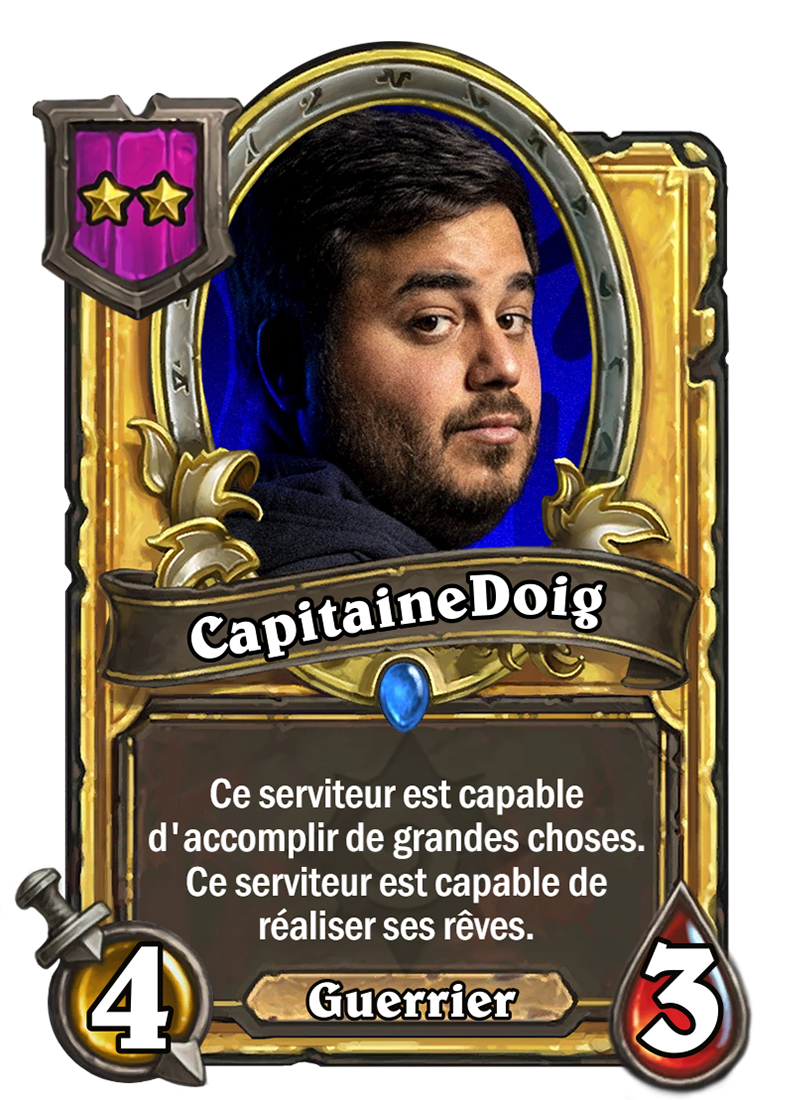 CapitaineDoig
Ce serviteur est capable
d'accomplir de grandes choses.
Ce serviteur est capable de
réaliser ses rêves.
4
Guerrier
3